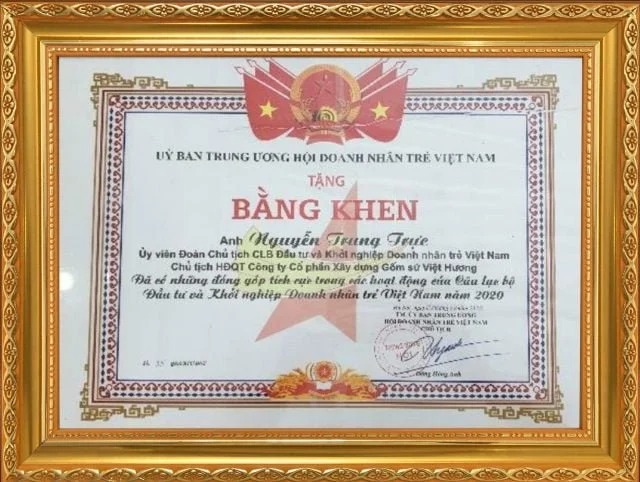 UỶ BAN TRUNG ƯƠNG HỘI DOANH NHÂN TRẺ VIỆT NAM
TẶNG
BẰNG KHEN
Anh Nguyễn Trung Trực
Ủy viên Đoàn Chủ tịch CLB Đầu tư và Khởi nghiệp Doanh nhân trẻ Việt Nam
Chủ tịch HĐQT Công ty Cổ phần Xây dựng Gốm sứ Việt Hương
Đã có những đóng góp tích cực trong các hoạt động của Câu lạc bộ
Đầu tư và Khởi nghiệp Doanh nhân trẻ Việt Nam năm 2020
TM. ỦY BAN TRUNG ƯƠNG
HỘI DOANH NHÂN TRẺ VIỆT NAM
CHỦ TỊCH
Đặng Hồng Anh